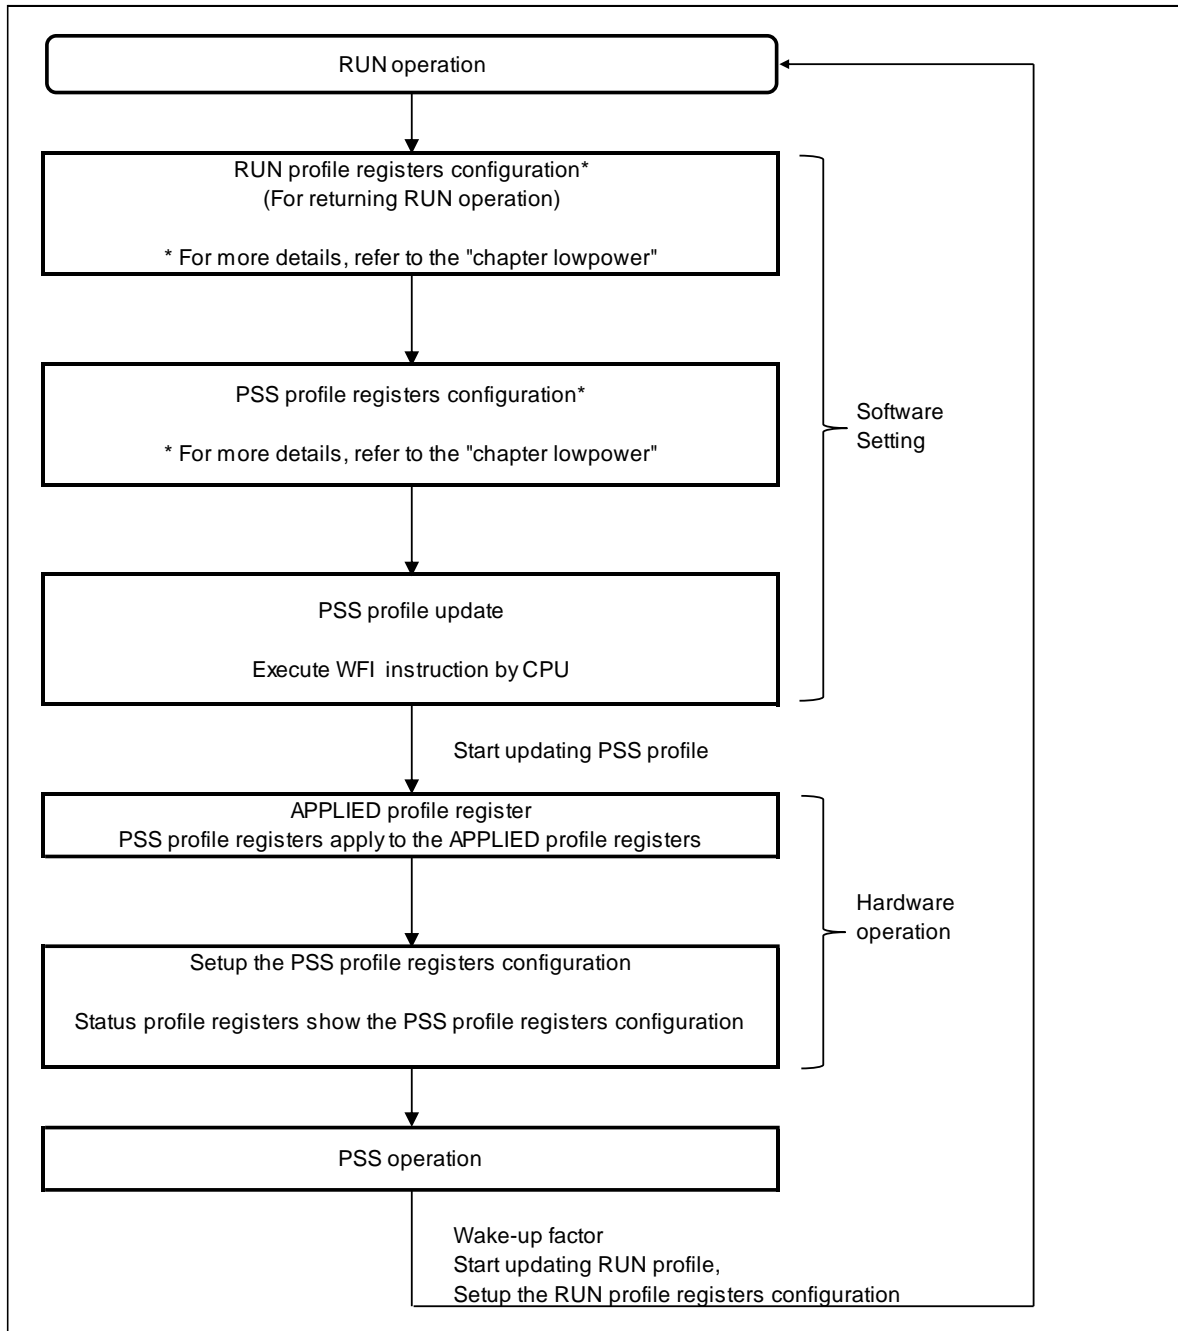 RUN operation
RUN profile registers configuration*
(For returning RUN operation)
* For more details, refer to the "chapter lowpower"
PSS profile registers configuration*
* For more details, refer to the "chapter lowpower"
Software
Setting
PSS profile update
Execute WFI instruction by CPU
Start updating PSS profile
APPLIED profile register
PSS profile registers apply to the APPLIED profile registers
Hardware
operation
Setup the PSS profile registers configuration
Status profile registers show the PSS profile registers configuration
PSS operation
Wake-up factor
Start updating RUN profile,
Setup the RUN profile registers configuration